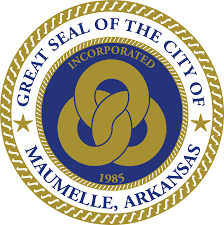 GREAT SEAL OF THE CITY OF
INCORPORATED
1985
MAUMELLE, ARKANSAS